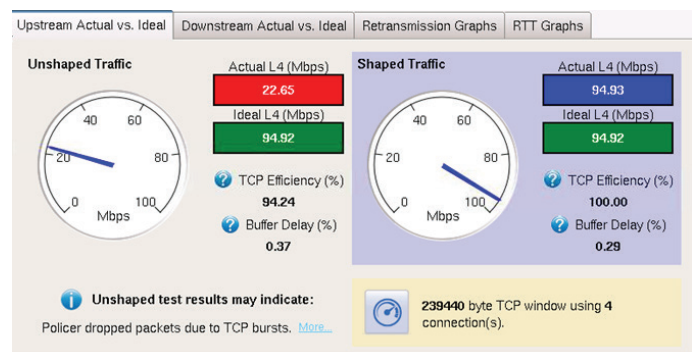 Upstream Actual vs. Ideal
Downstream Actual vs. Ideal
Retransmission Graphs
RTT Graphs
Unshaped Traffic
0
20
40
60
80
100
Mbps
Actual L4 (Mbps)
22.65
Ideal L4 (Mbps)
94.92
TCP Efficiency (%)
94.24
Buffer Delay (%)
0.37
Shaped Traffic
0
20
40
60
80
100
Mbps
Actual L4 (Mbps)
94.93
Ideal L4 (Mbps)
94.92
TCP Efficiency (%)
100.00
Buffer Delay (%)
0.29
Unshaped test results may indicate:
Policer dropped packets due to TCP bursts. More...
239440 byte TCP window using 4
connection(s).